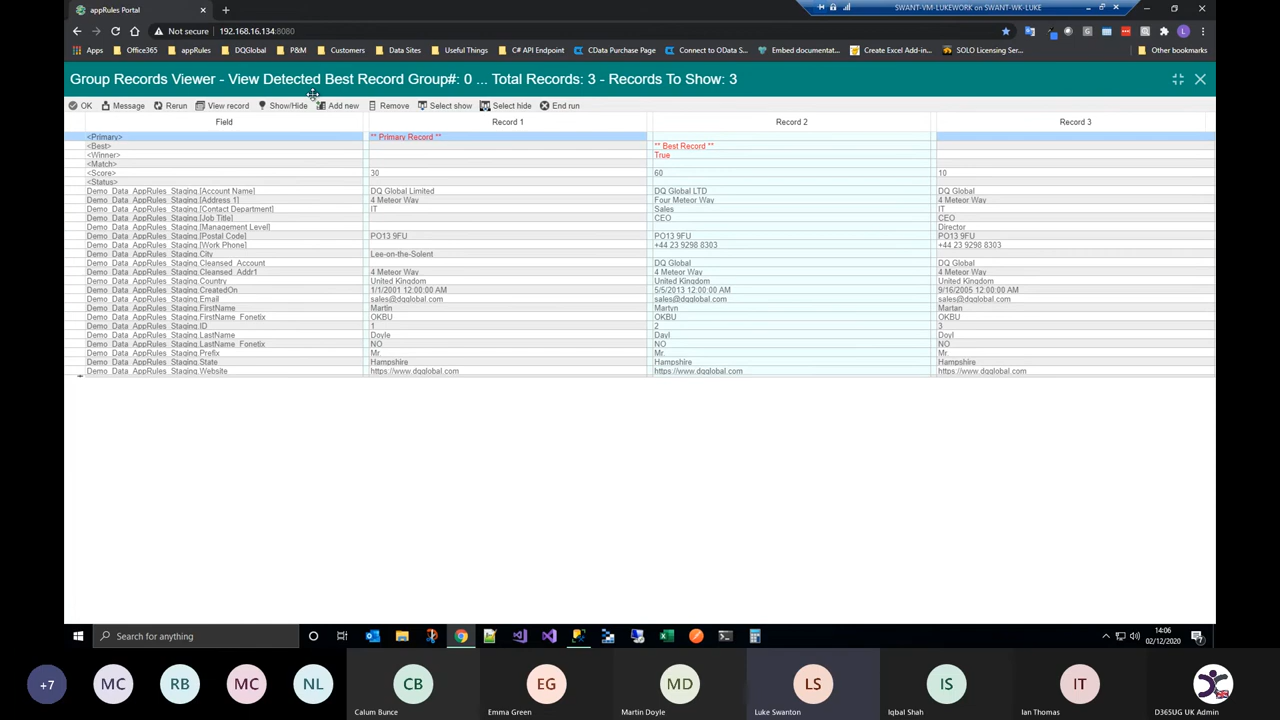 appRules Portal
SWANT-VM-LUKEWORK on SWANT-WK-LUKE
Not secure 192.168.16.134:8080
Apps Office365 appRules DQGlobal P&M Customers Data Sites Useful Things C# API Endpoint CData Purchase Page Connect to OData S... Embed documentat... Create Excel Add-in... SOLO Licensing Ser... Other bookmarks
Group Records Viewer - View Detected Best Record Group#: 0 ... Total Records: 3 - Records To Show: 3
OK Message Rerun View record Show/Hide Add new Remove Select show Select hide End run
Field Record 1 Record 2 Record 3
<Primary> ** Primary Record **
<Best> ** Best Record **
<Winner> True
<Match>
<Score> 30 60 10
<Status>
Demo_Data_AppRules_Staging.[Account Name] DQ Global Limited DQ Global LTD DQ Global
Demo_Data_AppRules_Staging.[Address 1] 4 Meteor Way Four Meteor Way 4 Meteor Way
Demo_Data_AppRules_Staging.[Contact Department] IT Sales IT
Demo_Data_AppRules_Staging.[Job Title] CEO CEO
Demo_Data_AppRules_Staging.[Management Level] Director
Demo_Data_AppRules_Staging.[Postal Code] PO13 9FU PO13 9FU PO13 9FU
Demo_Data_AppRules_Staging.[Work Phone] +44 23 9298 8303 +44 23 9298 8303
Demo_Data_AppRules_Staging.City Lee-on-the-Solent
Demo_Data_AppRules_Staging.Cleansed_Account DQ Global DQ Global
Demo_Data_AppRules_Staging.Cleansed_Addr1 4 Meteor Way 4 Meteor Way 4 Meteor Way
Demo_Data_AppRules_Staging.Country United Kingdom United Kingdom United Kingdom
Demo_Data_AppRules_Staging.CreatedOn 1/1/2001 12:00:00 AM 5/5/2013 12:00:00 AM 9/16/2005 12:00:00 AM
Demo_Data_AppRules_Staging.Email sales@dqglobal.com sales@dqglobal.com sales@dqglobal.com
Demo_Data_AppRules_Staging.FirstName Martin Martyn Martan
Demo_Data_AppRules_Staging.FirstName_Fonetix OKBU OKBU OKBU
Demo_Data_AppRules_Staging.ID 1 2 3
Demo_Data_AppRules_Staging.LastName Doyle Dayl Doyl
Demo_Data_AppRules_Staging.LastName_Fonetix NO NO NO
Demo_Data_AppRules_Staging.Prefix Mr. Mr. Mr.
Demo_Data_AppRules_Staging.State Hampshire Hampshire Hampshire
Demo_Data_AppRules_Staging.Website https://www.dqglobal.com https://www.dqglobal.com https://www.dqglobal.com
Search for anything
14:06
02/12/2020
+7 MC RB MC NL CB EG MD LS IS IT
Calum Bunce Emma Green Martin Doyle Luke Swanton Iqbal Shah Ian Thomas D365UG UK Admin